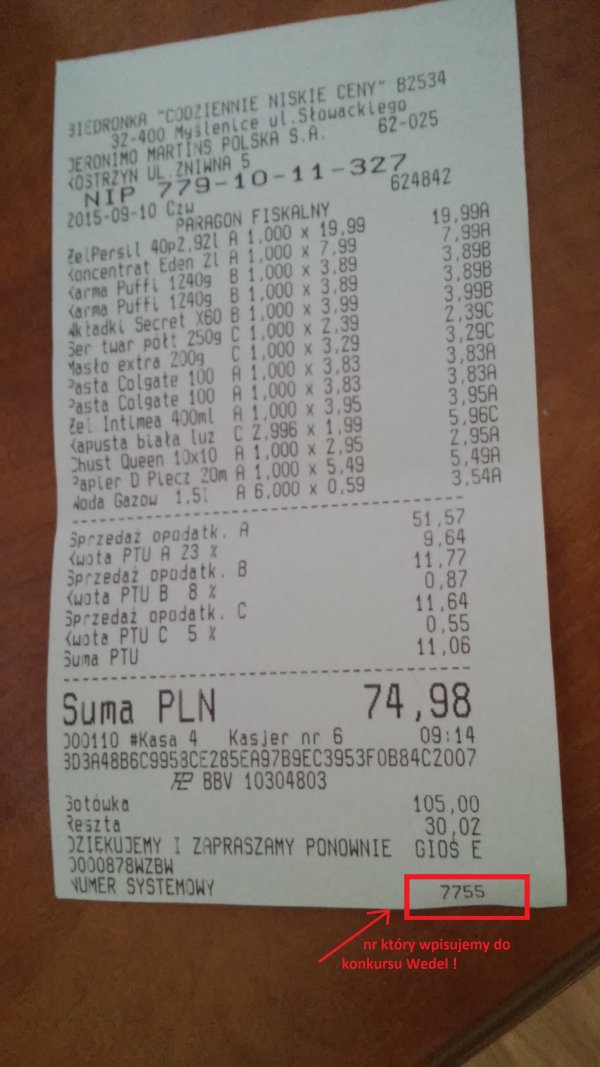 BIEDRONKA "CODZIENNIE NISKIE CENY" B2534
32-400 Myślenice ul.Słowackiego
JERONIMO MARTINS POLSKA S.A. 62-025
KOSTRZYN UL.ŻNIWNA 5
NIP 779-10-11-327
2015-09-10 Czw 624842
PARAGON FISKALNY
ŻelPersil 40p2.92l A 1,000 x 19,99 19,99A
Koncentrat Eden 2l A 1,000 x 7,99 7,99A
Karma Puffi 1240g B 1,000 x 3,89 3,89B
Karma Puffi 1240g B 1,000 x 3,89 3,89B
Wkładki Secret X60 B 1,000 x 3,99 3,99B
Ser twar półt 250g C 1,000 x 2,39 2,39C
Masło extra 200g C 1,000 x 3,29 3,29C
Pasta Colgate 100 A 1,000 x 3,83 3,83A
Pasta Colgate 100 A 1,000 x 3,83 3,83A
Żel Intimea 400ml A 1,000 x 3,95 3,95A
Kapusta biała luz C 2,996 x 1,99 5,96C
Chust Queen 10x10 A 1,000 x 2,95 2,95A
Papier D Piecz 20m A 1,000 x 5,49 5,49A
Woda Gazow 1,5l A 6,000 x 0,59 3,54A
Sprzedaż opodatk. A 51,57
Kwota PTU A 23 % 9,64
Sprzedaż opodatk. B 11,77
Kwota PTU B 8 % 0,87
Sprzedaż opodatk. C 11,64
Kwota PTU C 5 % 0,55
Suma PTU 11,06
Suma PLN 74,98
000110 #Kasa 4 Kasjer nr 6 09:14
3D3A48B6C9953CE285EA97B9EC3953F0B84C2007
BBV 10304803
Gotówka 105,00
Reszta 30,02
DZIĘKUJEMY I ZAPRASZAMY PONOWNIE GIOŚ E
0000878WZBW
NUMER SYSTEMOWY 7755
nr który wpisujemy do
konkursu Wedel !